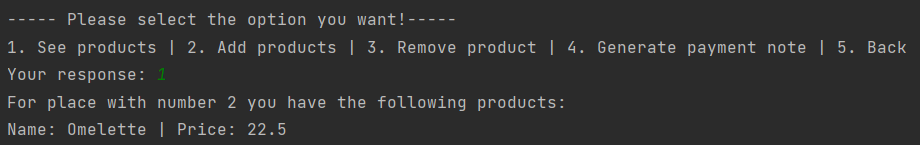 ----- Please select the option you want!-----
1. See products | 2. Add products | 3. Remove product | 4. Generate payment note | 5. Back
Your response: 1
For place with number 2 you have the following products:
Name: Omelette | Price: 22.5